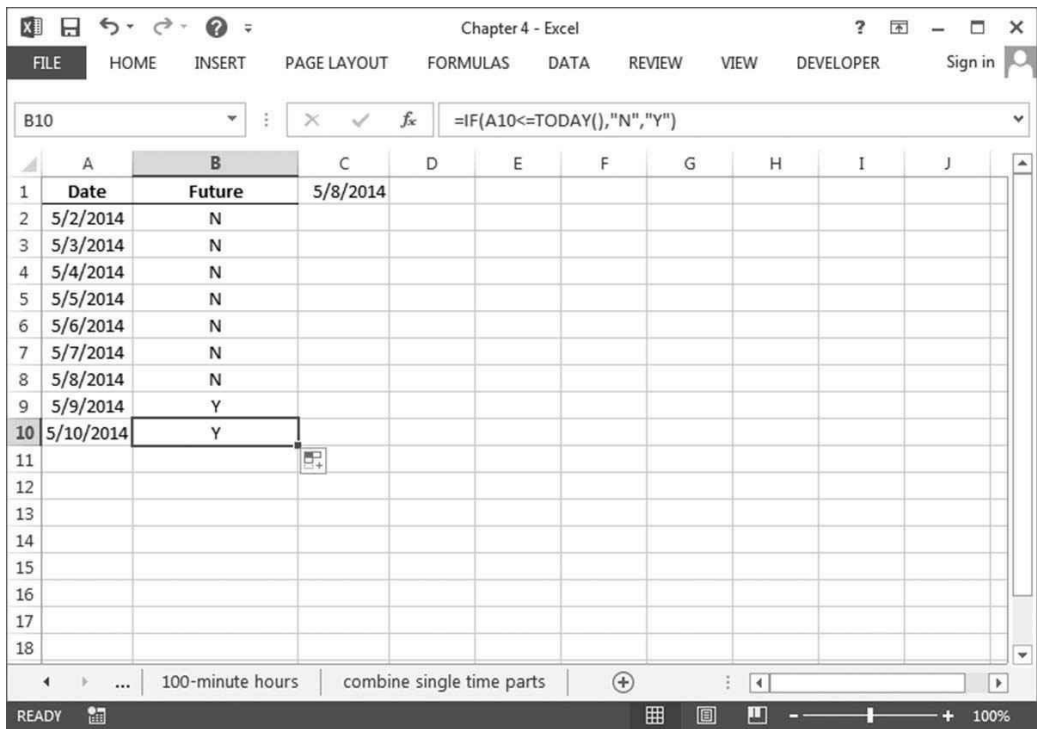 Chapter 4 - Excel
?
FILE HOME INSERT PAGE LAYOUT FORMULAS DATA REVIEW VIEW DEVELOPER Sign in
B10 fx =IF(A10<=TODAY(),"N","Y")
A B C D E F G H I J
1 Date Future 5/8/2014
2 5/2/2014 N
3 5/3/2014 N
4 5/4/2014 N
5 5/5/2014 N
6 5/6/2014 N
7 5/7/2014 N
8 5/8/2014 N
9 5/9/2014 Y
10 5/10/2014 Y
11
12
13
14
15
16
17
18
... 100-minute hours combine single time parts
READY 100%